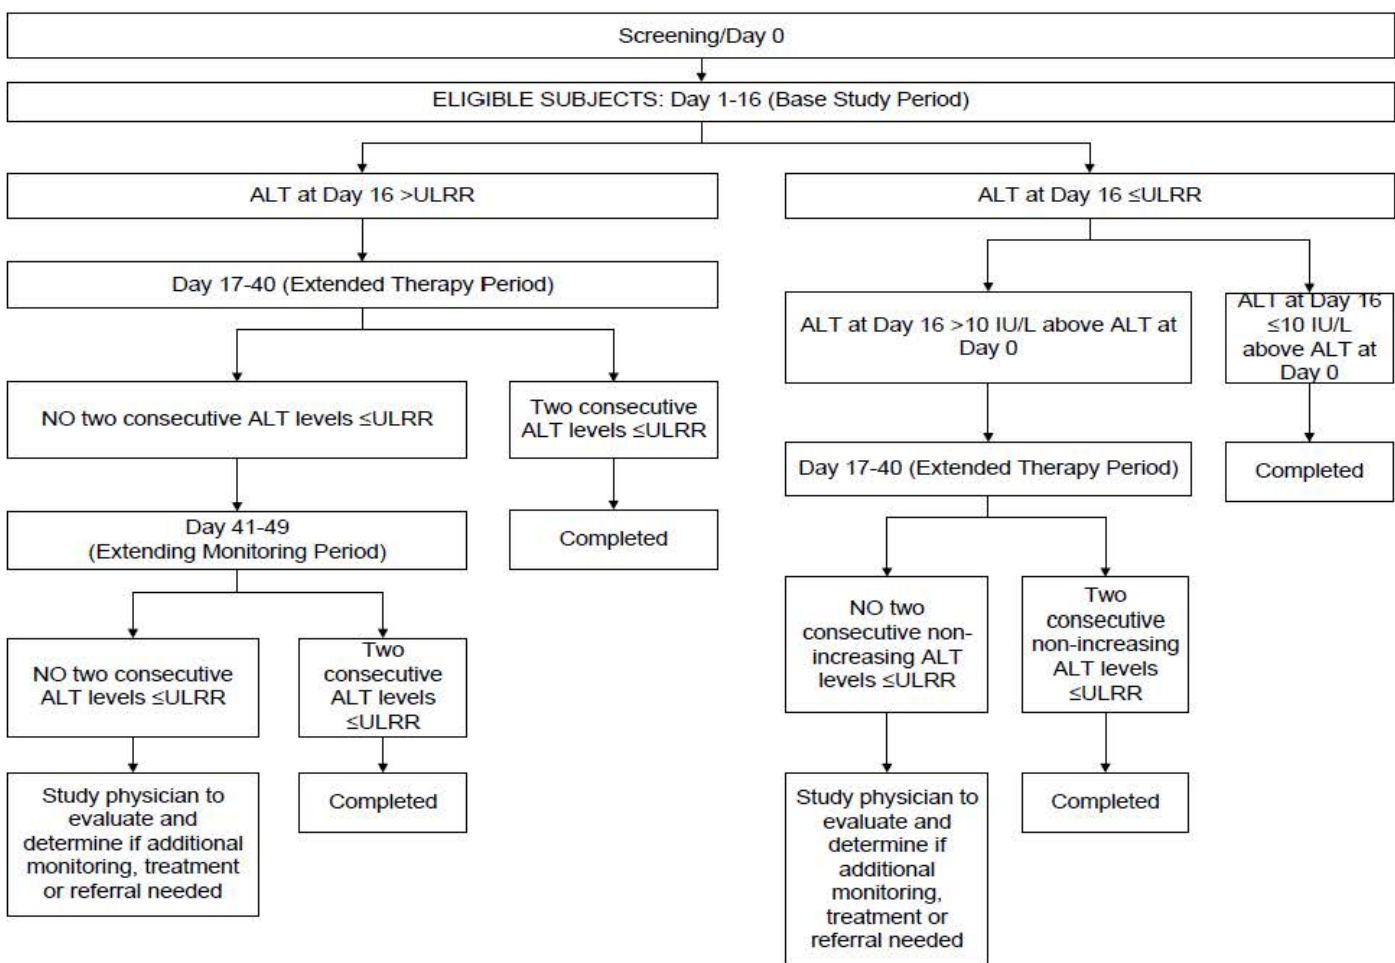 Screening/Day 0
ELIGIBLE SUBJECTS: Day 1-16 (Base Study Period)
ALT at Day 16 >ULRR
Day 17-40 (Extended Therapy Period)
NO two consecutive ALT levels ≤ULRR
Two consecutive
ALT levels ≤ULRR
Completed
Day 41-49
(Extending Monitoring Period)
NO two consecutive
ALT levels ≤ULRR
Two
consecutive
ALT levels
≤ULRR
Study physician to
evaluate and
determine if additional
monitoring, treatment
or referral needed
Completed
ALT at Day 16 ≤ULRR
ALT at Day 16 >10 IU/L above ALT at
Day 0
ALT at Day 16
≤10 IU/L
above ALT at
Day 0
Completed
Day 17-40 (Extended Therapy Period)
NO two
consecutive non-
increasing ALT
levels ≤ULRR
Two
consecutive
non-increasing
ALT levels
≤ULRR
Study physician to
evaluate and
determine if
additional
monitoring,
treatment or
referral needed
Completed